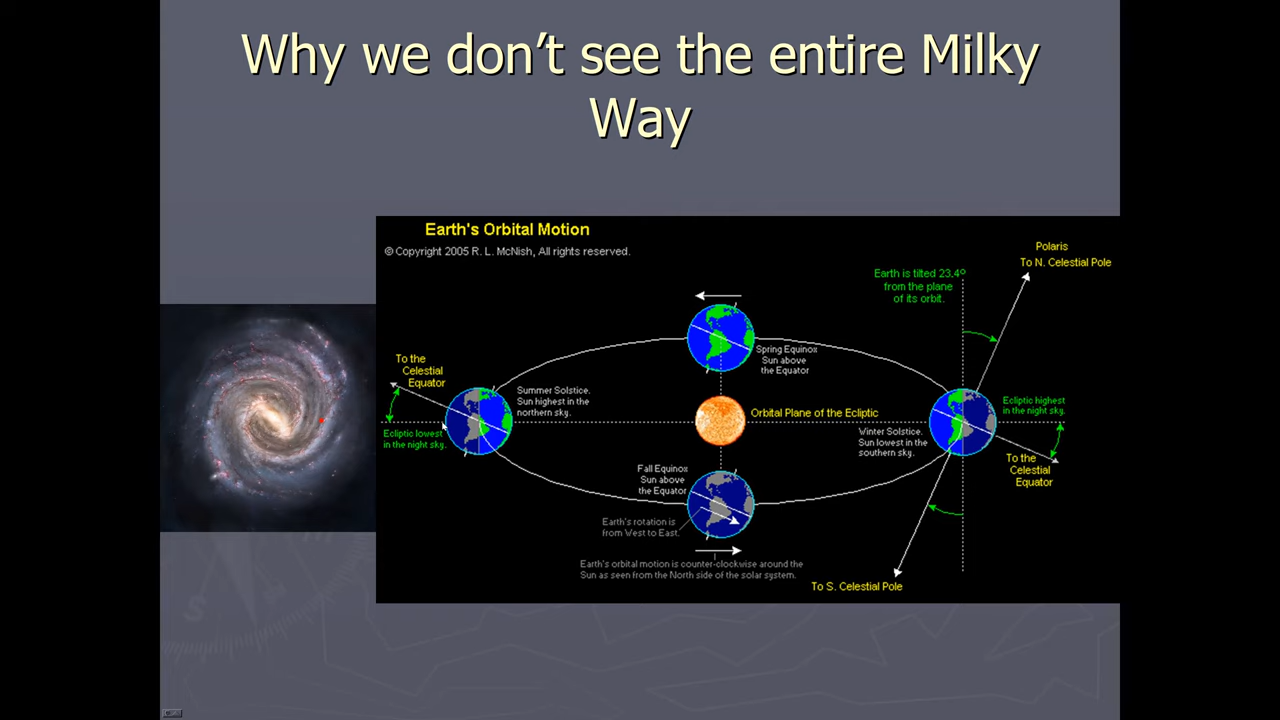 Why we don't see the entire Milky
Way
Earth's Orbital Motion
© Copyright 2005 R. L. McNish, All rights reserved.
Polaris
To N. Celestial Pole
Earth is tilted 23.4º
from the plane
of its orbit.
Spring Equinox
Sun above
the Equator
To the
Celestial
Equator
Summer Solstice.
Sun highest in the
northern sky.
Ecliptic lowest
in the night sky.
Orbital Plane of the Ecliptic
Ecliptic highest
in the night sky.
Winter Solstice.
Sun lowest in the
southern sky.
To the
Celestial
Equator
Fall Equinox
Sun above
the Equator
Earth's rotation is
from West to East.
Earth's orbital motion is counter-clockwise around the
Sun as seen from the North side of the solar system.
To S. Celestial Pole
S